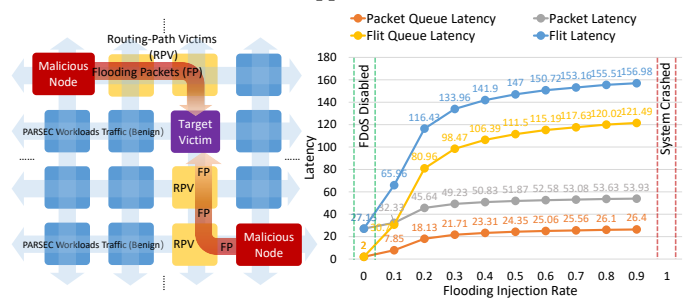 Routing-Path Victims
(RPV)
Malicious
Node
Flooding Packets (FP)
PARSEC Workloads Traffic (Benign)
Target
Victim
......
......
FP
RPV
FP
PARSEC Workloads Traffic (Benign)
RPV
FP
Malicious
Node
Packet Queue Latency
Packet Latency
Flit Queue Latency
Flit Latency
Latency
180
160
140
120
100
80
60
40
20
0
FDoS Disabled
System Crashed
27.15
65.96
116.43
133.96
141.9
147
150.72
153.16
155.51
156.98
80.96
98.47
106.39
111.5
115.19
117.63
120.02
121.49
32.33
45.64
49.23
50.83
51.87
52.58
53.08
53.63
53.93
2
7.85
18.13
21.71
23.31
24.35
25.06
25.56
26.1
26.4
0
0.1
0.2
0.3
0.4
0.5
0.6
0.7
0.8
0.9
1
Flooding Injection Rate